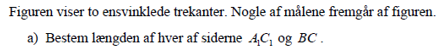 Figuren viser to ensvinklede trekanter. Nogle af målene fremgår af figuren.
a) Bestem længden af hver af siderne A₁C₁ og BC .